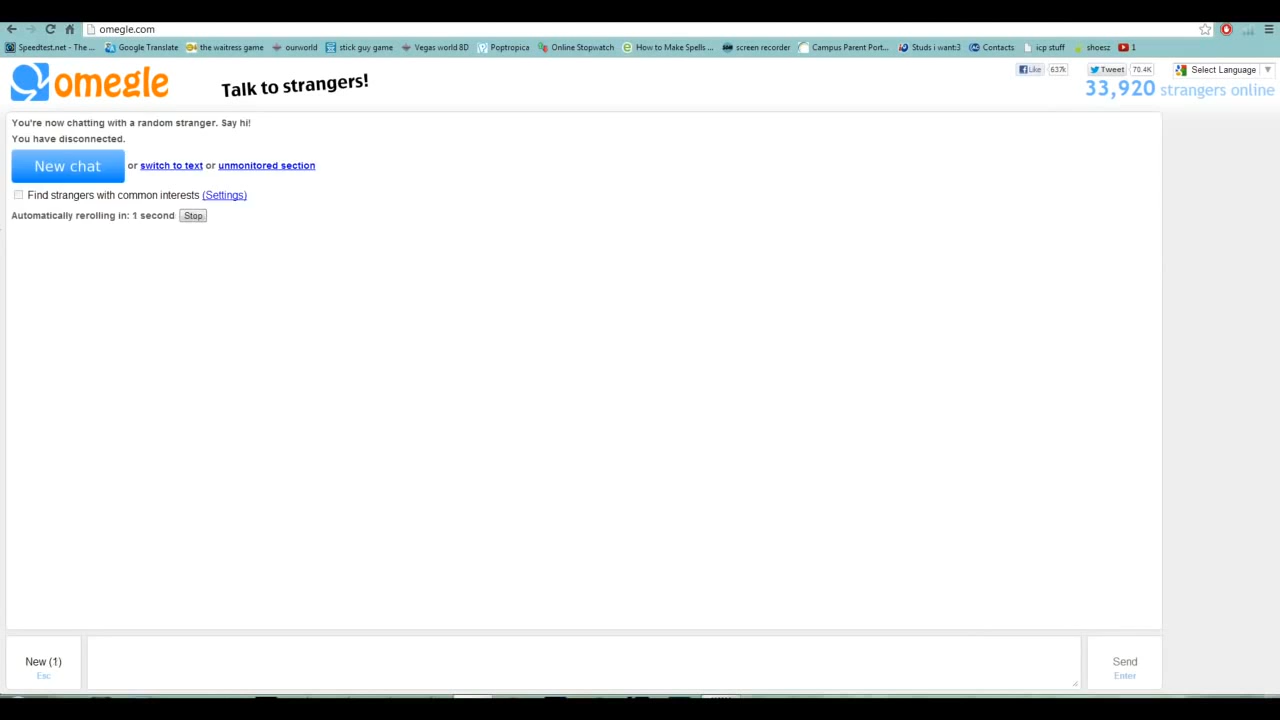 omegle.com
Speedtest.net - The ... Google Translate the waitress game ourworld stick guy game Vegas world 8D Poptropica Online Stopwatch How to Make Spells ... screen recorder Campus Parent Port... Studs i want:3 Contacts icp stuff shoesz 1
omegle Talk to strangers! Like 637k Tweet 70.4K Select Language
33,920 strangers online
You're now chatting with a random stranger. Say hi!
You have disconnected.
New chat or switch to text or unmonitored section
Find strangers with common interests (Settings)
Automatically rerolling in: 1 second Stop
New (1) Send
Esc Enter